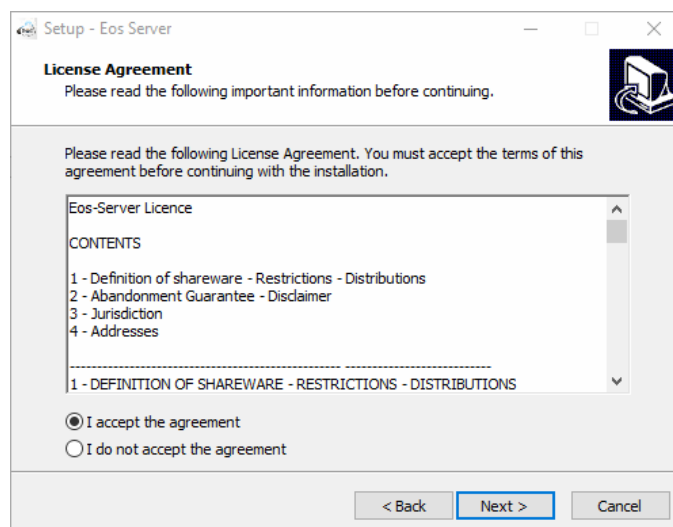 Setup - Eos Server
License Agreement
Please read the following important information before continuing.
Please read the following License Agreement. You must accept the terms of this
agreement before continuing with the installation.
Eos-Server Licence
CONTENTS
1 - Definition of shareware - Restrictions - Distributions
2 - Abandonment Guarantee - Disclaimer
3 - Jurisdiction
4 - Addresses
-------------------------------------------------- ---------------------------
1 - DEFINITION OF SHAREWARE - RESTRICTIONS - DISTRIBUTIONS
I accept the agreement
I do not accept the agreement
< Back Next > Cancel